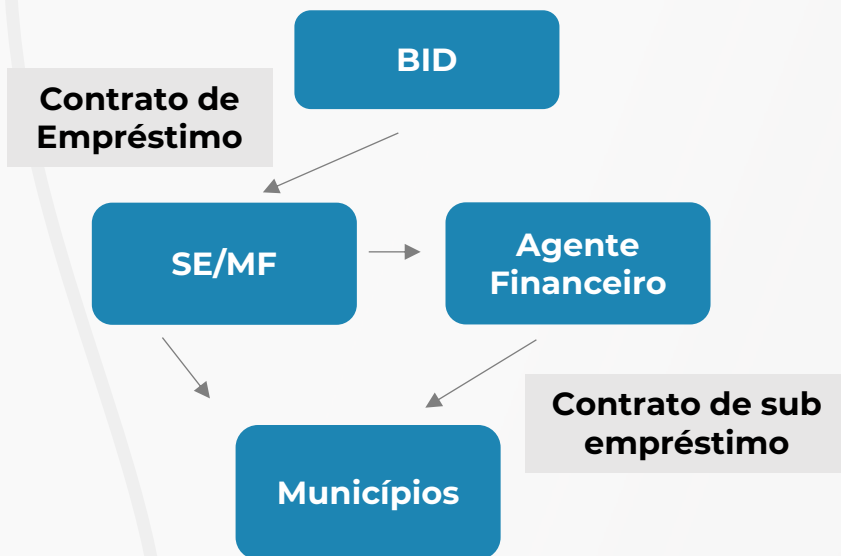 BID
Contrato de
Empréstimo
SE/MF
Agente
Financeiro
Contrato de sub
empréstimo
Municípios